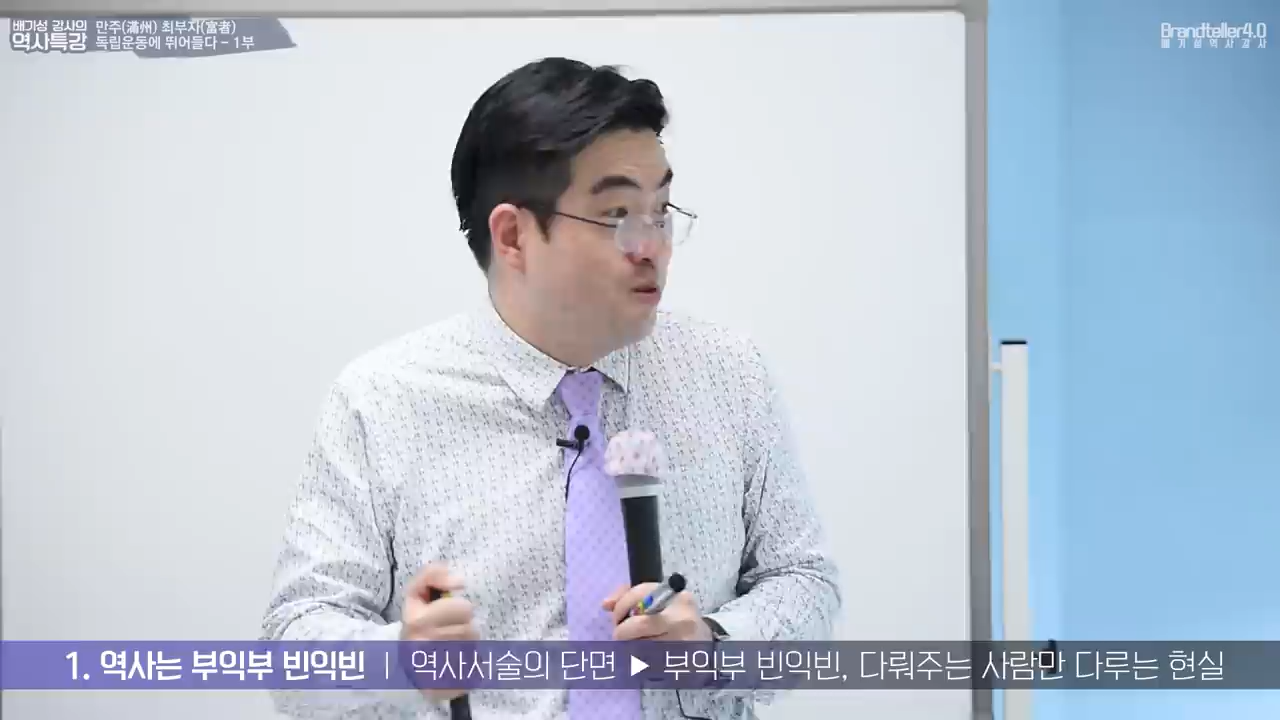 배기성 강사의
역사특강
만주(滿州) 최부자(富者)
독립운동에 뛰어들다 - 1부
Brandteller4.0
배기성역사강사
1. 역사는 부익부 빈익빈 | 역사서술의 단면 ▶ 부익부 빈익빈, 다뤄주는 사람만 다루는 현실